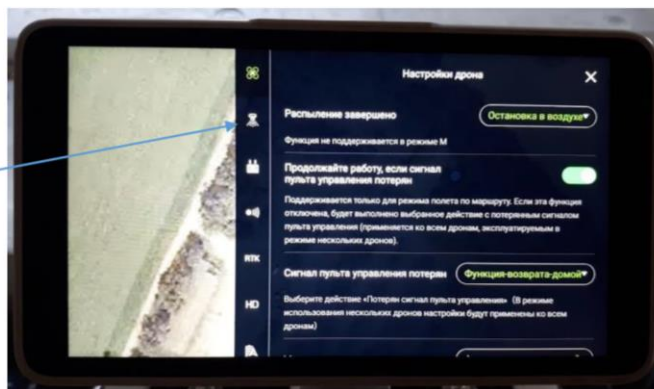 Настройки дрона
Распыление завершено
Остановка в воздухе
Функция не поддерживается в режиме М
Продолжайте работу, если сигнал
пульта управления потерян
Поддерживается только для режима полета по маршруту. Если эта функция
отключена, будет выполнено выбранное действие с потерянным сигналом
пульта управления (применяется ко всем дронам, эксплуатируемым в
режиме нескольких дронов).
RTK
Сигнал пульта управления потерян
Функция-возврата-домой
HD
Выберите действие «Потерян сигнал пульта управления» (В режиме
использования нескольких дронов настройки будут применены ко всем
дронам)